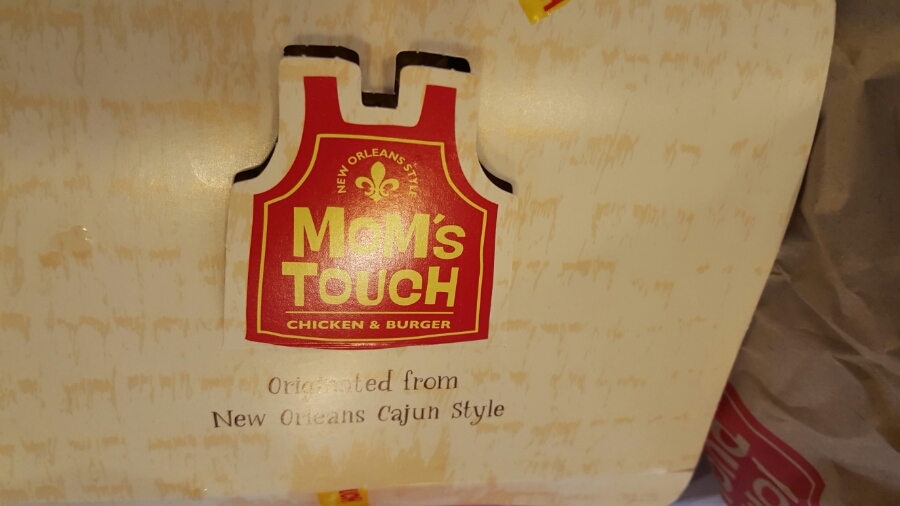 NEW ORLEANS STYLE
MOM'S
TOUCH
CHICKEN & BURGER
Originated from
New Orleans Cajun Style